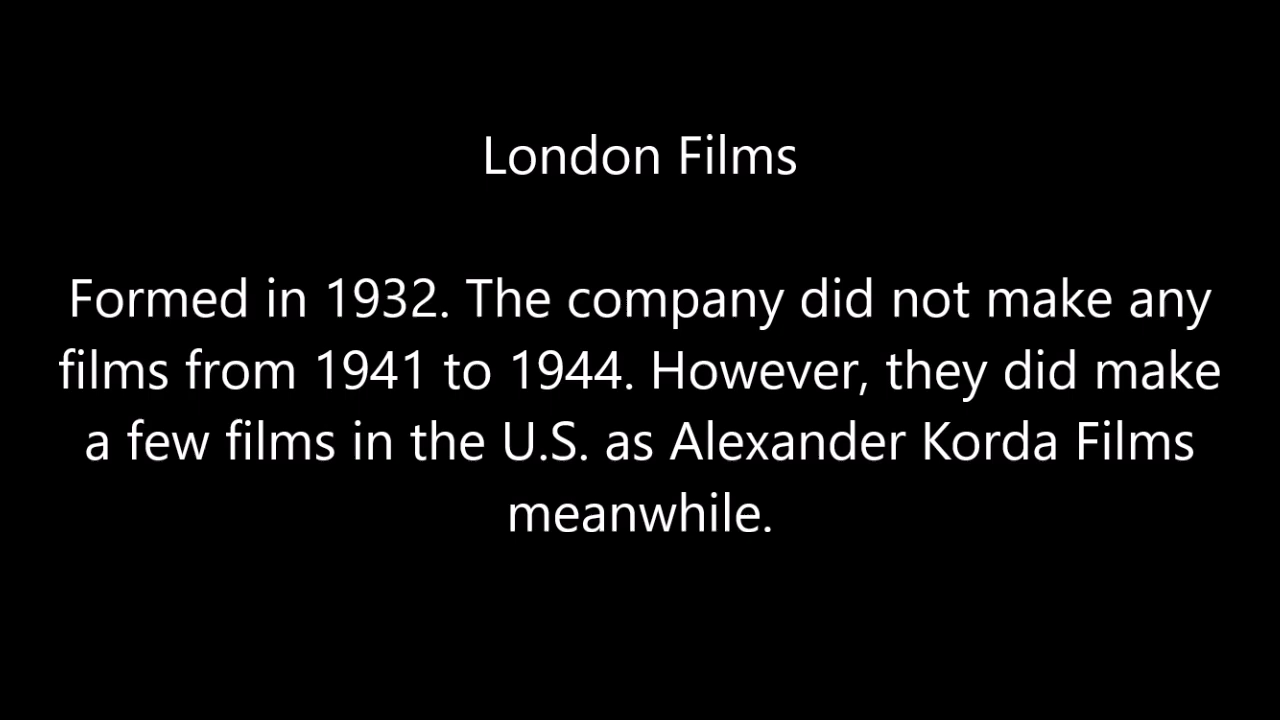 London Films
Formed in 1932. The company did not make any
films from 1941 to 1944. However, they did make
a few films in the U.S. as Alexander Korda Films
meanwhile.